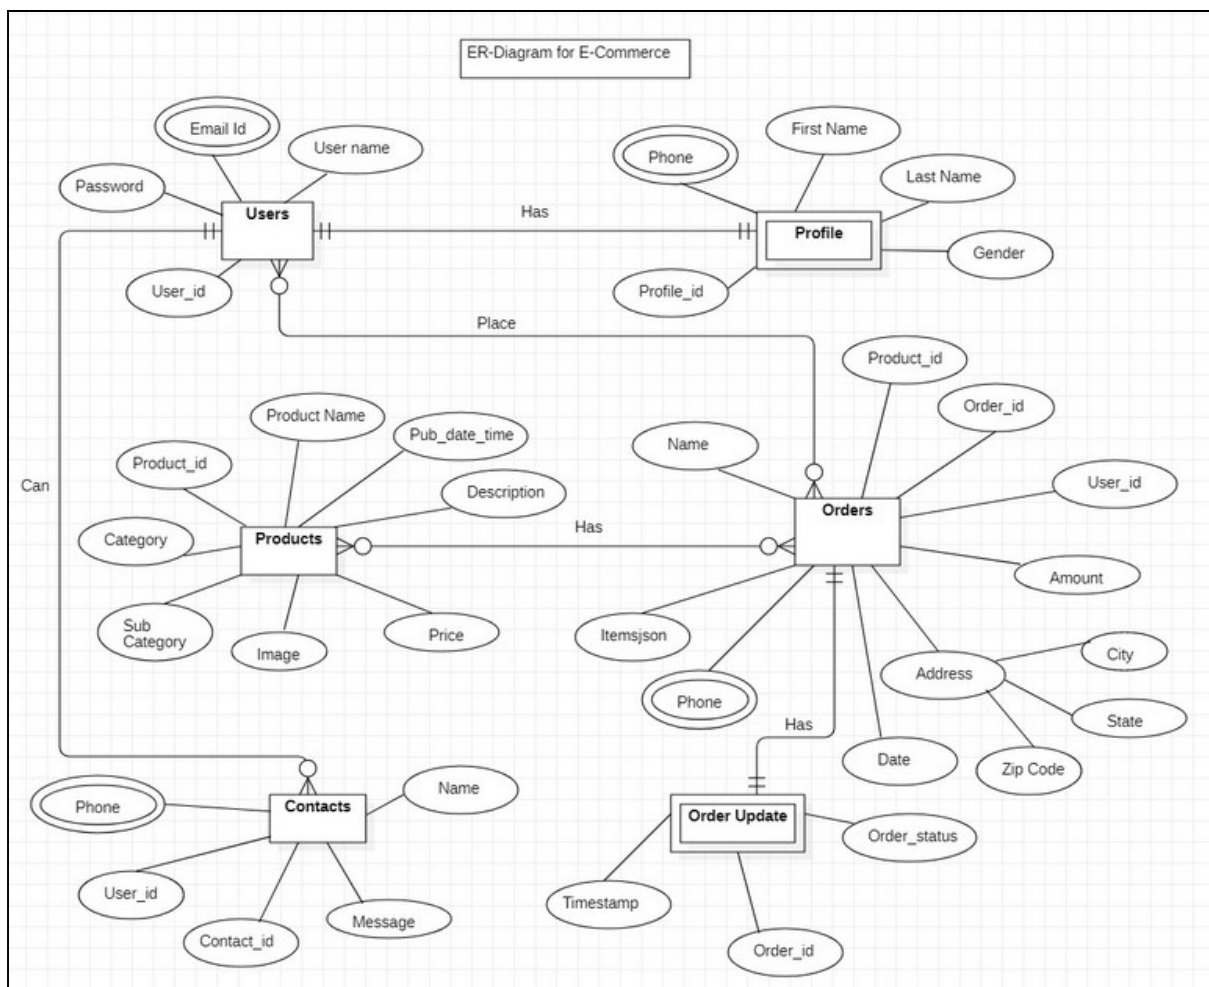 ER-Diagram for E-Commerce
Email Id
User name
Password
Users
User_id
Has
Phone
First Name
Last Name
Profile
Gender
Profile_id
Place
Can
Product Name
Pub_date_time
Product_id
Description
Category
Products
Sub
Category
Image
Price
Has
Product_id
Order_id
Name
User_id
Orders
Amount
Itemsjson
Phone
Date
Address
City
State
Zip Code
Has
Phone
Name
Contacts
User_id
Contact_id
Message
Order Update
Order_status
Timestamp
Order_id